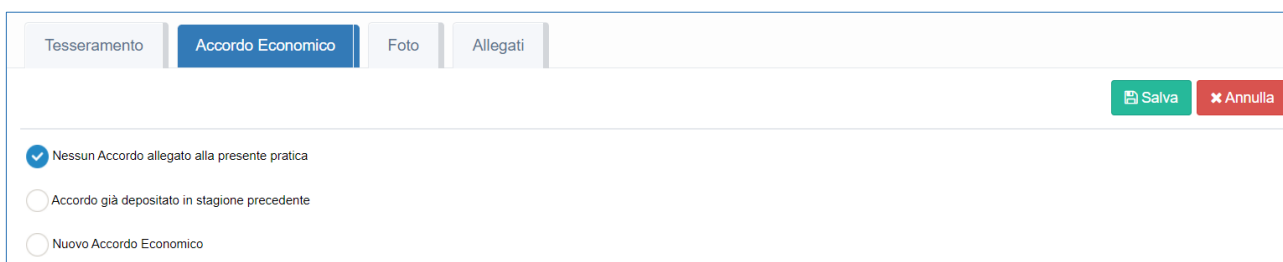 Tesseramento Accordo Economico Foto Allegati
Salva Annulla
Nessun Accordo allegato alla presente pratica
Accordo già depositato in stagione precedente
Nuovo Accordo Economico